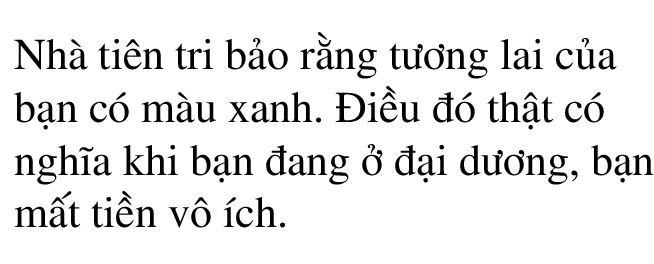 Nhà tiên tri bảo rằng tương lai của
bạn có màu xanh. Điều đó thật có
nghĩa khi bạn đang ở đại dương, bạn
mất tiền vô ích.